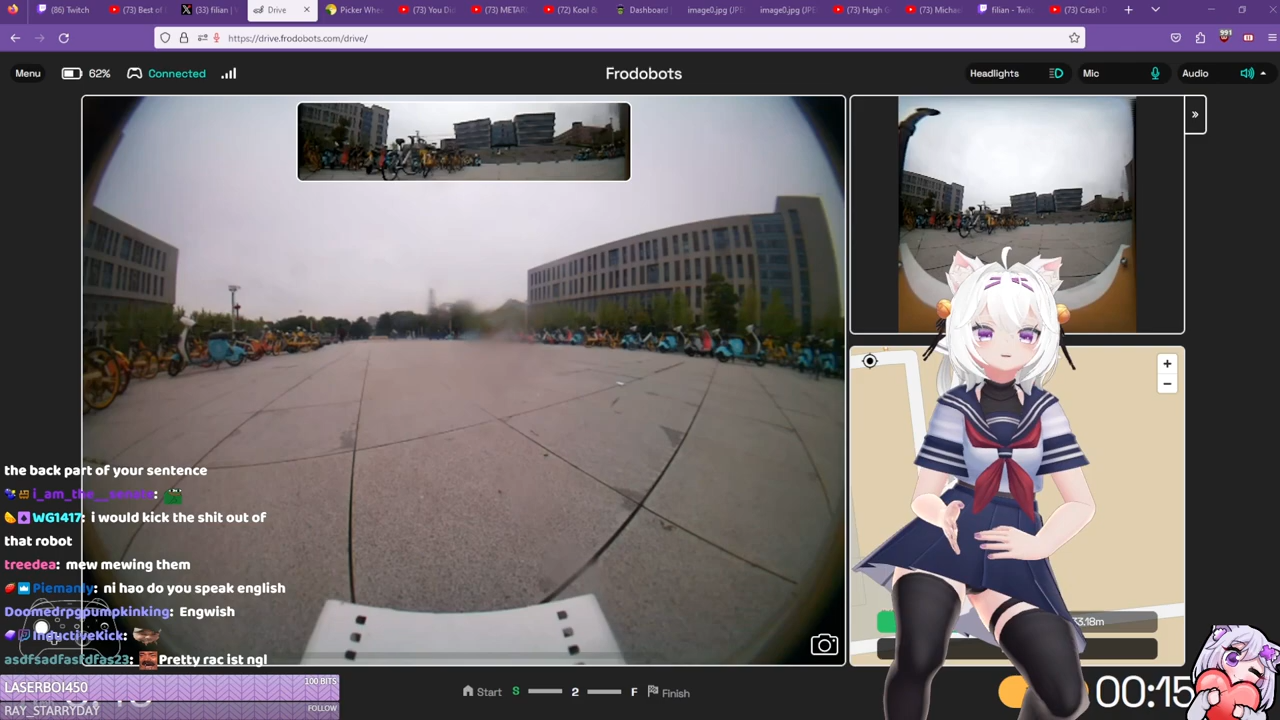 (86) Twitch
(73) Best of
(33) filian
Drive
Picker Whe
(73) You Di
(73) META
(72) Kool &
Dashboard
image0.jpg (JPE
image0.jpg (JPE
(73) Hugh G
(73) Micha
filian - Twit
(73) Crash D
https://drive.frodobots.com/drive/
991
Menu
62%
Connected
Frodobots
Headlights
Mic
Audio
»
+
−
the back part of your sentence
WG1417: i would kick the shit out of
that robot
treedea: mew mewing them
Piemanly: ni hao do you speak english
Doomedrpgpumpkinking: Engwish
InductiveKick:
asdfsadfasfdfas23: Pretty rac ist ngl
LASERBOI450
100 BITS
RAY_STARRYDAY
FOLLOW
Start S 2 F Finish
00:15